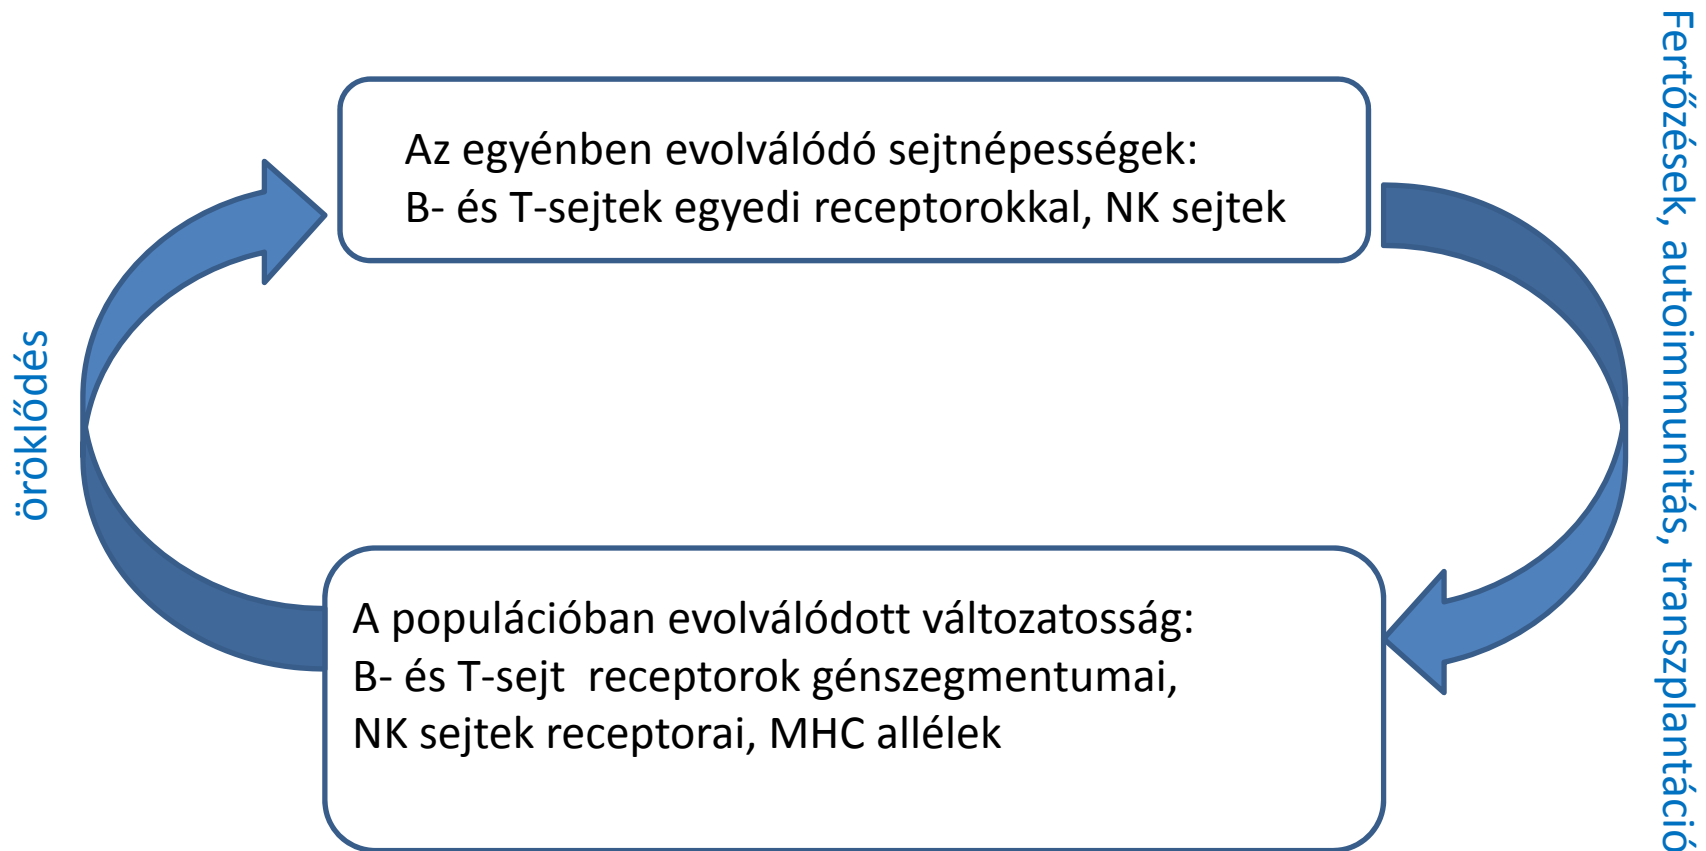 Az egyénben evolválódó sejtnépességek:
B- és T-sejtek egyedi receptorokkal, NK sejtek
Fertőzések, autoimmunitás, transzplantáció
öröklődés
A populációban evolválódott változatosság:
B- és T-sejt  receptorok génszegmentumai,
NK sejtek receptorai, MHC allélek